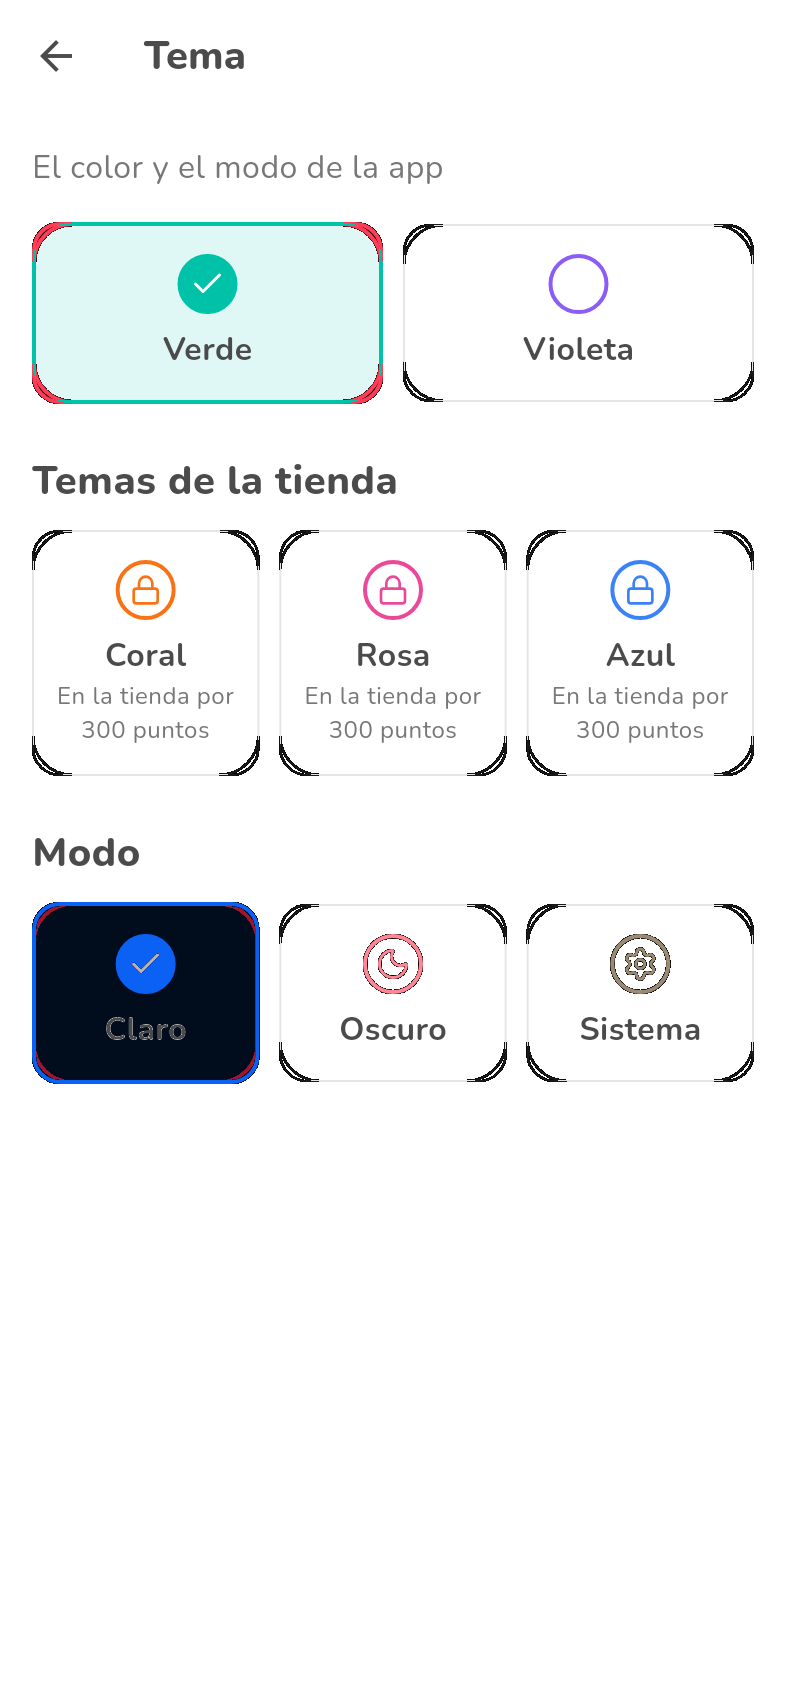 Tema
El color y el modo de la app
Verde
Violeta
Temas de la tienda
Coral
En la tienda por
300 puntos
Rosa
En la tienda por
300 puntos
Azul
En la tienda por
300 puntos
Modo
Claro
Oscuro
Sistema